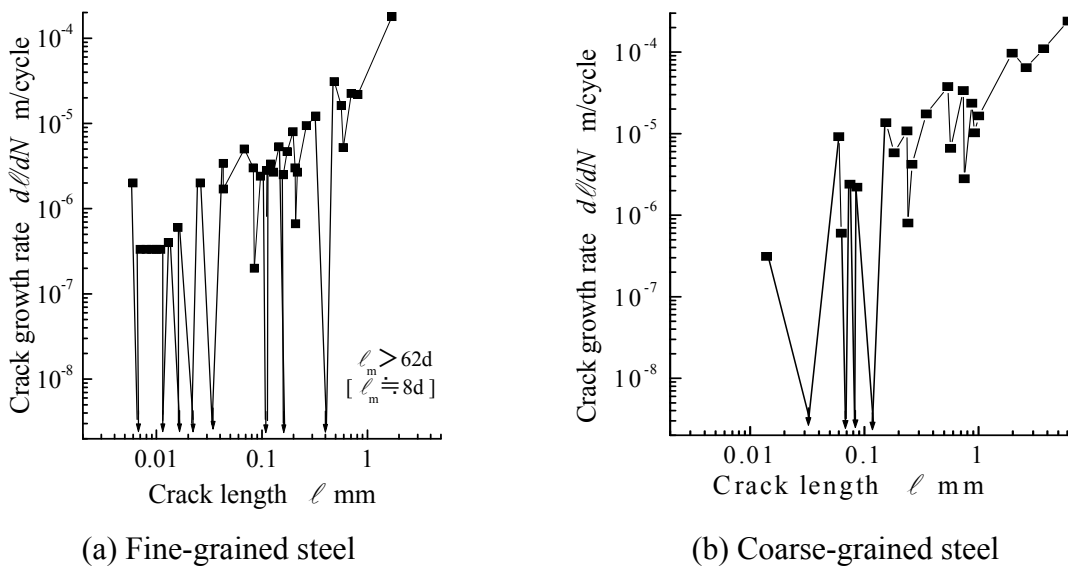 Crack growth rate dℓ/dN m/cycle
10⁻⁴
10⁻⁵
10⁻⁶
10⁻⁷
10⁻⁸
ℓₘ＞62d
[ ℓₘ≒8d ]
0.01 0.1 1
Crack length ℓ mm
(a) Fine-grained steel
Crack growth rate dℓ/dN m/cycle
10⁻⁴
10⁻⁵
10⁻⁶
10⁻⁷
10⁻⁸
0.01 0.1 1
Crack length ℓ mm
(b) Coarse-grained steel